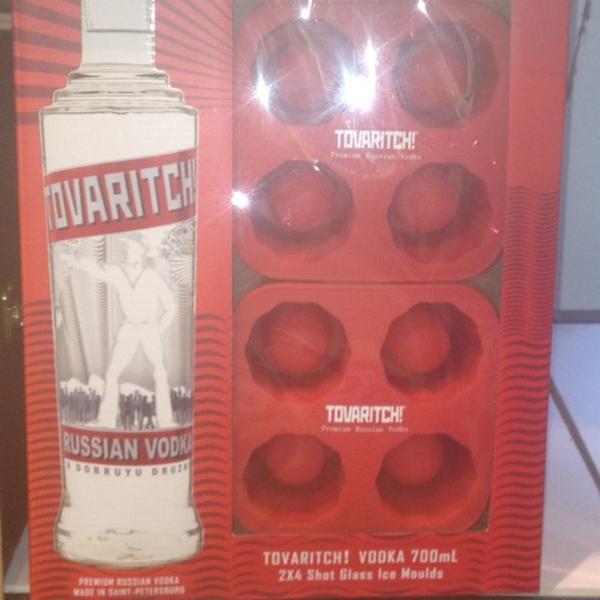 TOVARITCH!
RUSSIAN VODKA
A DOBRUYU DRUZH
PREMIUM RUSSIAN VODKA
MADE IN SAINT-PETERSBURG
TOVARITCH!
Premium Russian Vodka
TOVARITCH!
Premium Russian Vodka
TOVARITCH! VODKA 700mL
2X4 Shot Glass Ice Moulds